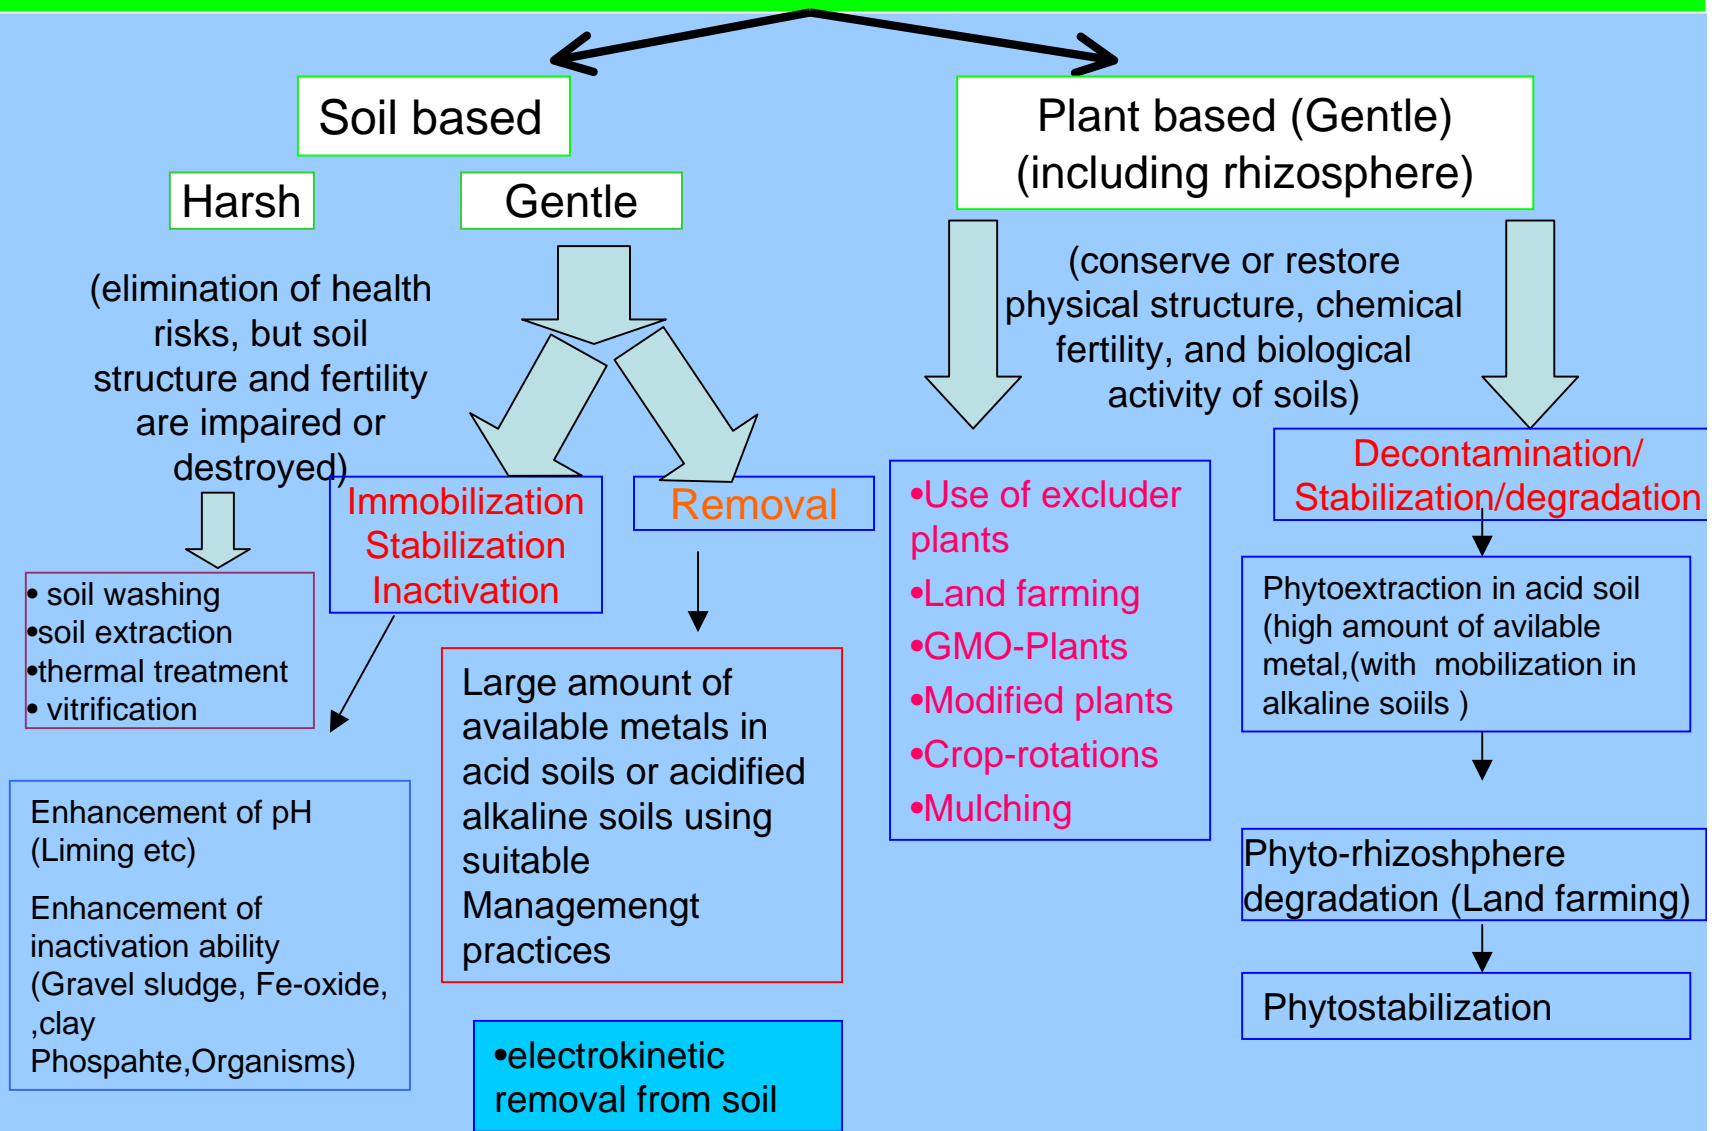 Soil based
Harsh
Gentle
(elimination of health
risks, but soil
structure and fertility
are impaired or
destroyed)
• soil washing
•soil extraction
•thermal treatment
• vitrification
Immobilization
Stabilization
Inactivation
Removal
Enhancement of pH
(Liming etc)
Enhancement of
inactivation ability
(Gravel sludge, Fe-oxide,
,clay
Phospahte,Organisms)
Large amount of
available metals in
acid soils or acidified
alkaline soils using
suitable
Managemengt
practices
•electrokinetic
removal from soil
Plant based (Gentle)
(including rhizosphere)
(conserve or restore
physical structure, chemical
fertility, and biological
activity of soils)
•Use of excluder
plants
•Land farming
•GMO-Plants
•Modified plants
•Crop-rotations
•Mulching
Decontamination/
Stabilization/degradation
Phytoextraction in acid soil
(high amount of avilable
metal,(with mobilization in
alkaline soiils )
Phyto-rhizoshphere
degradation (Land farming)
Phytostabilization